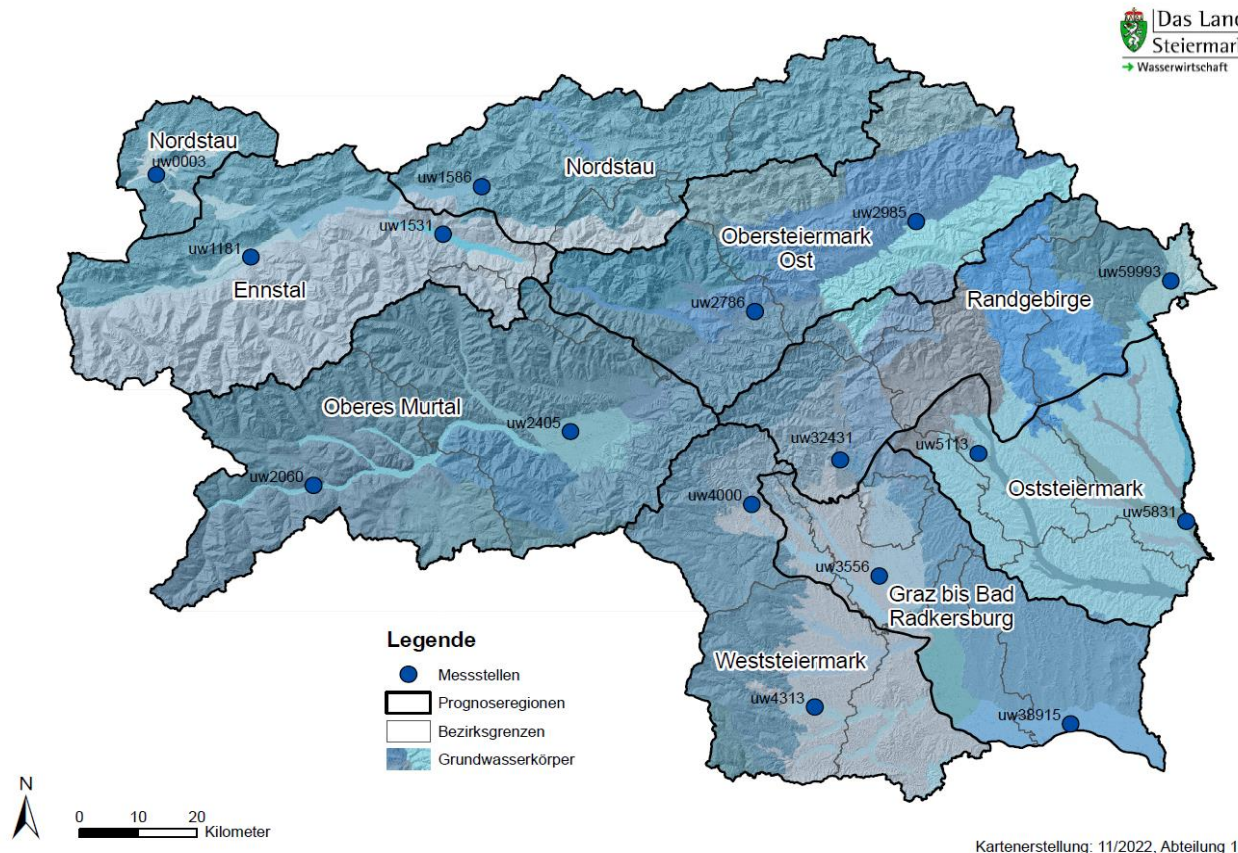 Das Land
Steiermark
→ Wasserwirtschaft
Nordstau
uw0003
uw1586
Nordstau
uw1531
uw1181
Ennstal
uw2985
Obersteiermark
Ost
uw2786
uw59993
Randgebirge
Oberes Murtal
uw2405
uw2060
uw32431
uw5113
Oststeiermark
uw5831
uw4000
uw3556
Graz bis Bad
Radkersburg
Weststeiermark
uw4313
uw38915
Legende
Messstellen
Prognoseregionen
Bezirksgrenzen
Grundwasserkörper
N
0 10 20
Kilometer
Kartenerstellung: 11/2022, Abteilung 1